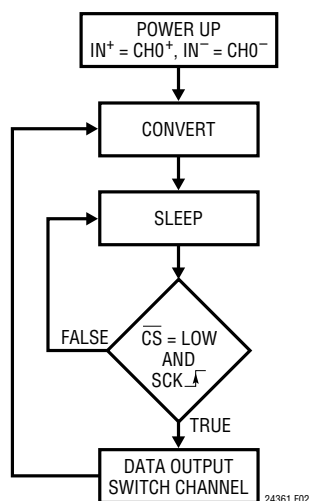 POWER UP
IN⁺ = CH0⁺, IN⁻ = CH0⁻
CONVERT
SLEEP
FALSE
C̅S̅ = LOW
AND
SCK
TRUE
DATA OUTPUT
SWITCH CHANNEL
24361 F02